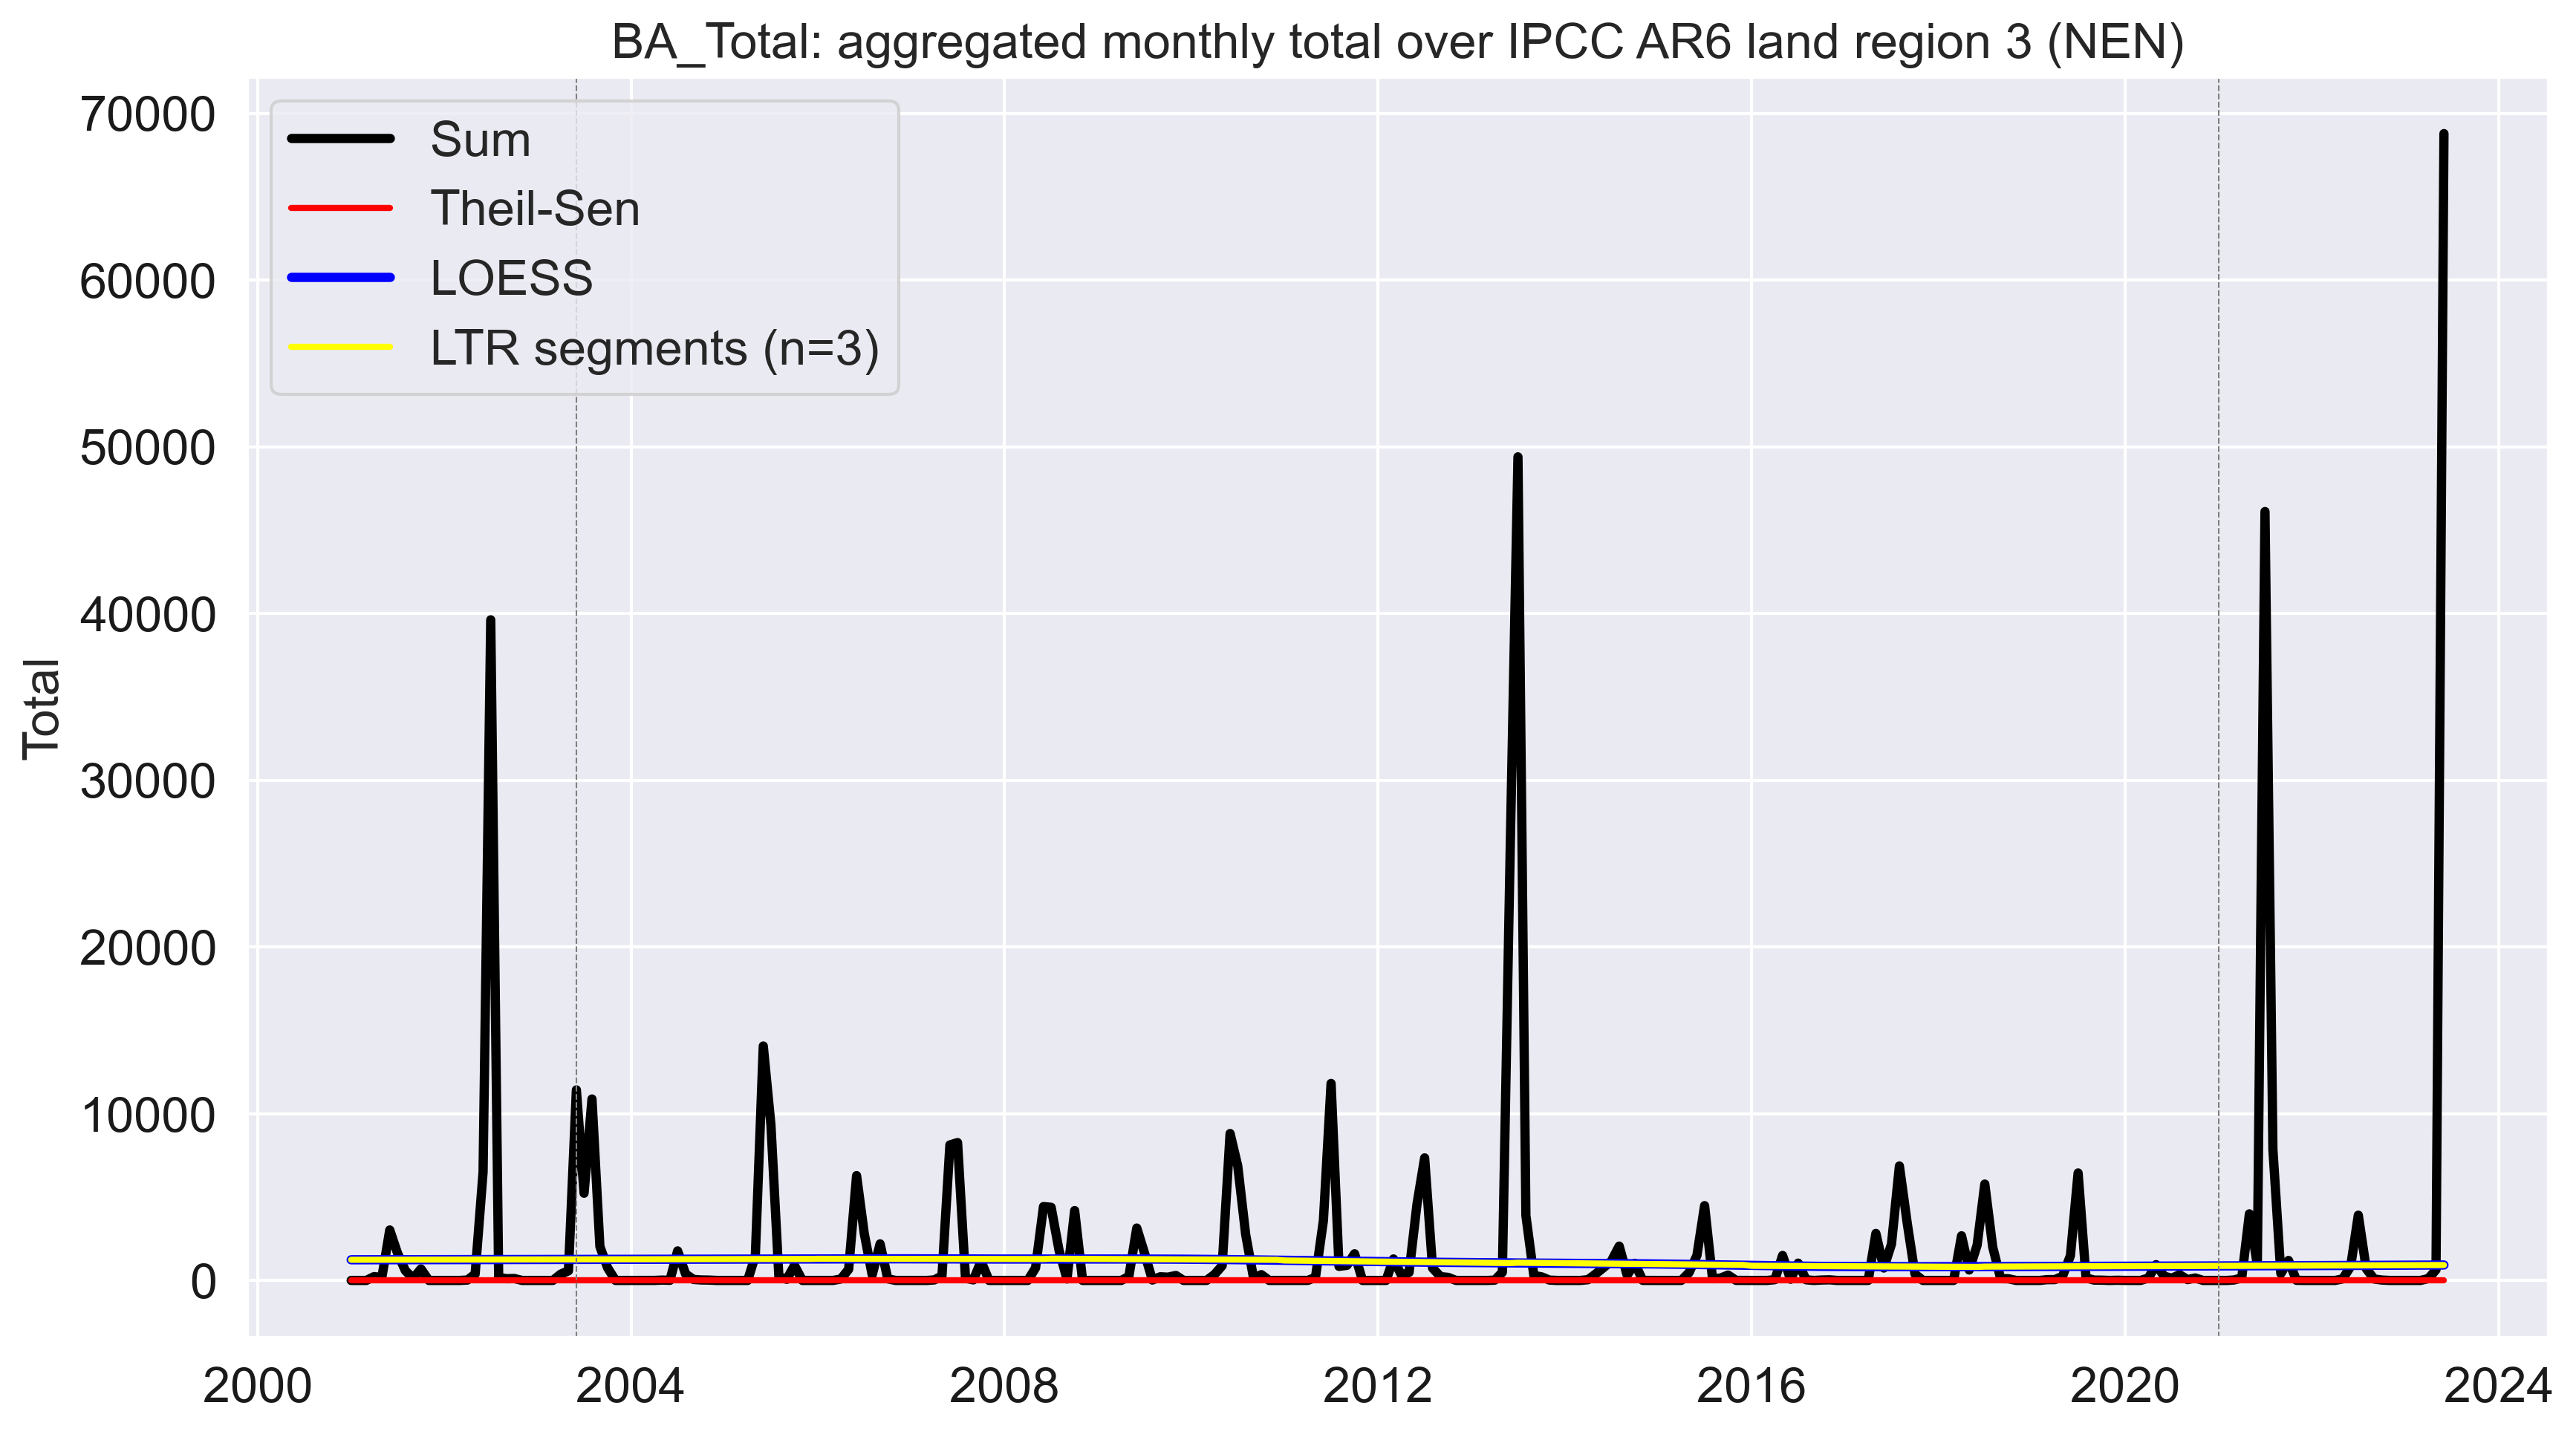 BA_Total: aggregated monthly total over IPCC AR6 land region 3 (NEN)
70000
60000
50000
40000
30000
20000
10000
0
Total
Sum
Theil-Sen
LOESS
LTR segments (n=3)
2000 2004 2008 2012 2016 2020 2024